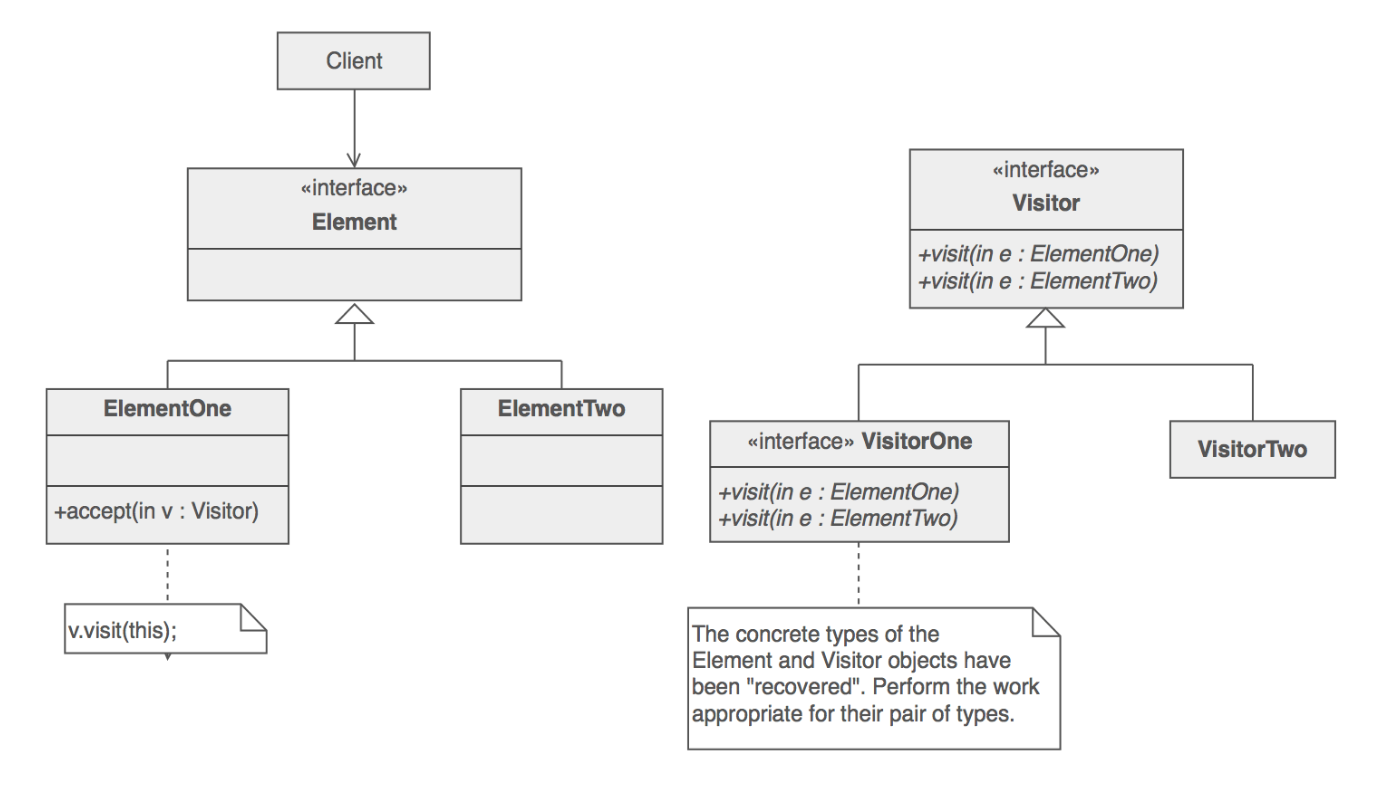 Client
«interface»
Element
ElementOne
+accept(in v : Visitor)
v.visit(this);
ElementTwo
«interface»
Visitor
+visit(in e : ElementOne)
+visit(in e : ElementTwo)
«interface» VisitorOne
+visit(in e : ElementOne)
+visit(in e : ElementTwo)
The concrete types of the
Element and Visitor objects have
been "recovered". Perform the work
appropriate for their pair of types.
VisitorTwo